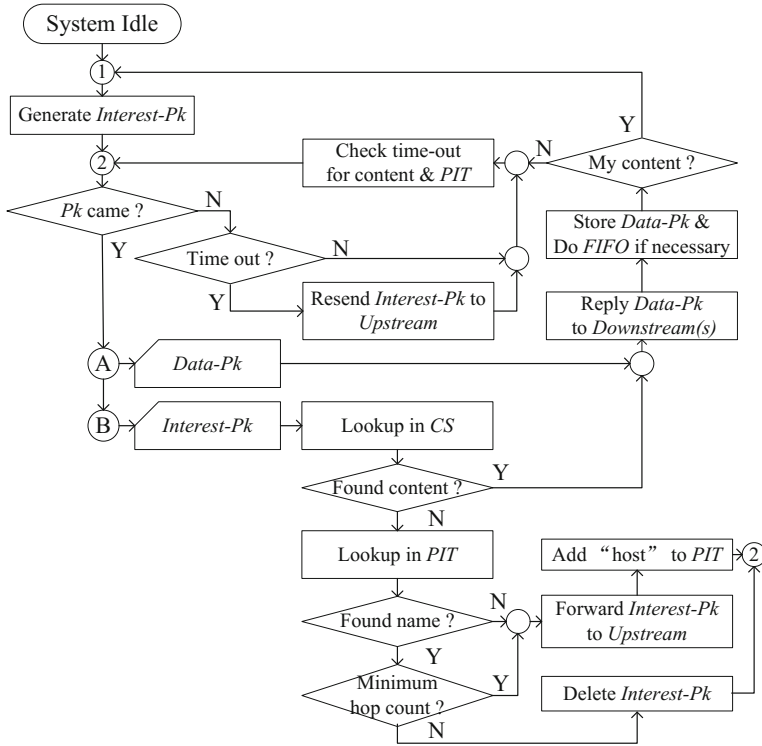 System Idle
1
Generate Interest-Pk
2
Check time-out
for content & PIT
N
My content ?
Y
Pk came ?
N
Y
Time out ?
N
Y
Resend Interest-Pk to
Upstream
Store Data-Pk &
Do FIFO if necessary
Reply Data-Pk
to Downstream(s)
A
Data-Pk
B
Interest-Pk
Lookup in CS
Found content ?
Y
N
Lookup in PIT
Add “host” to PIT
2
Found name ?
N
Y
Forward Interest-Pk
to Upstream
Minimum
hop count ?
Y
N
Delete Interest-Pk